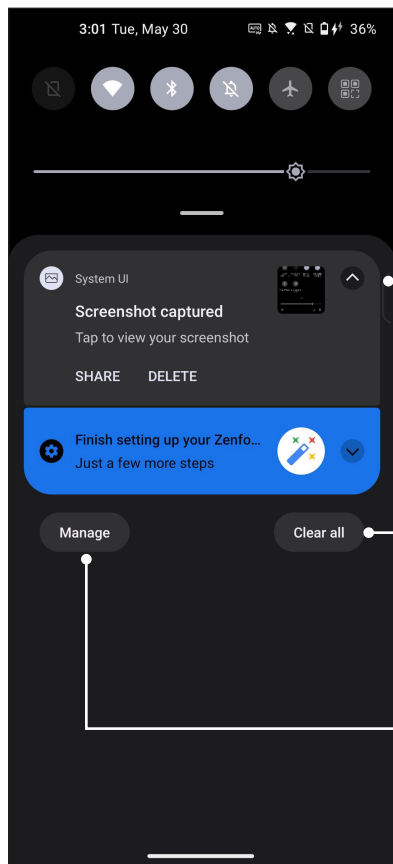 3:01 Tue, May 30
36%
System UI
Screenshot captured
Tap to view your screenshot
SHARE DELETE
Finish setting up your Zenfo...
Just a few more steps
Manage
Clear all